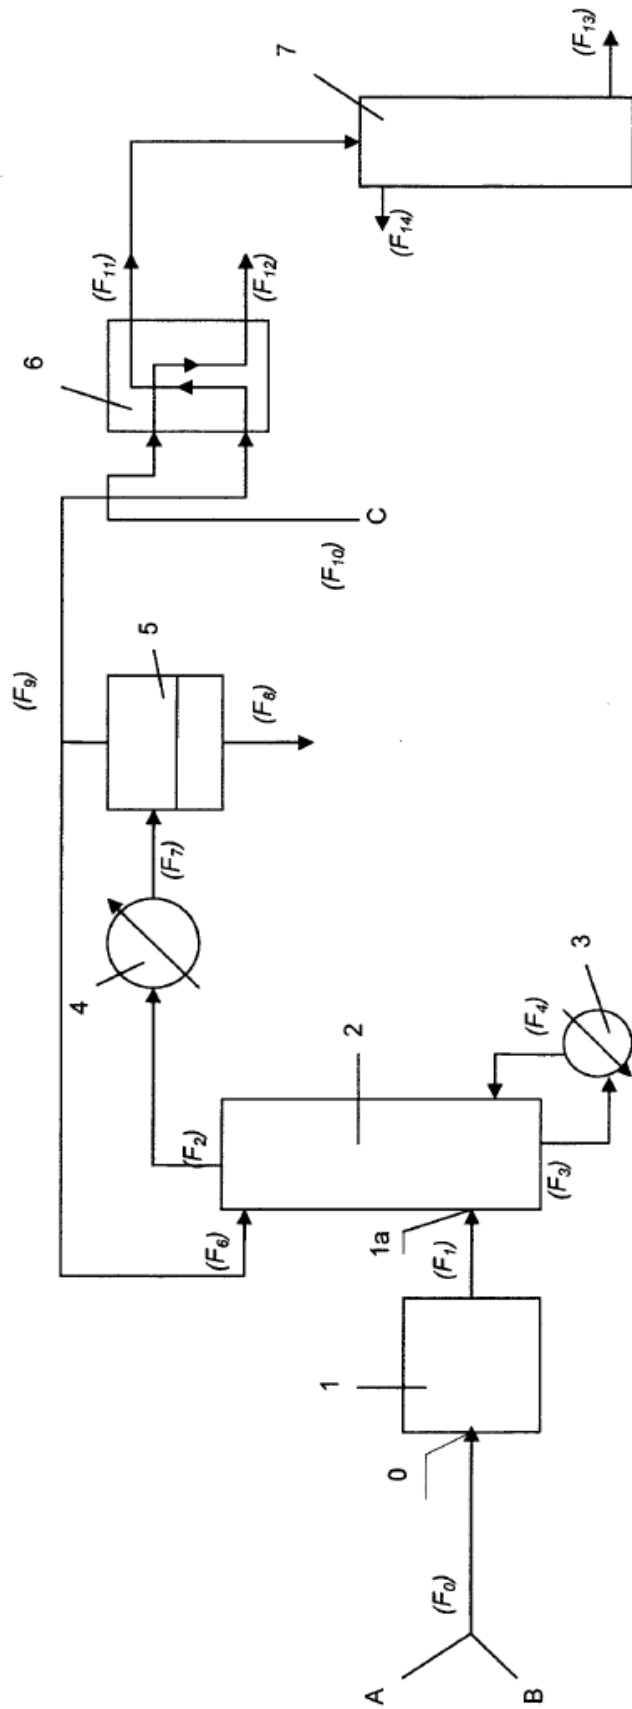 A
B
(F₀)
0
1
(F₁)
1a
(F₆)
2
(F₂)
(F₃)
(F₄)
3
4
(F₇)
5
(F₈)
(F₉)
(F₁₀)
C
6
(F₁₁)
(F₁₂)
7
(F₁₄)
(F₁₃)